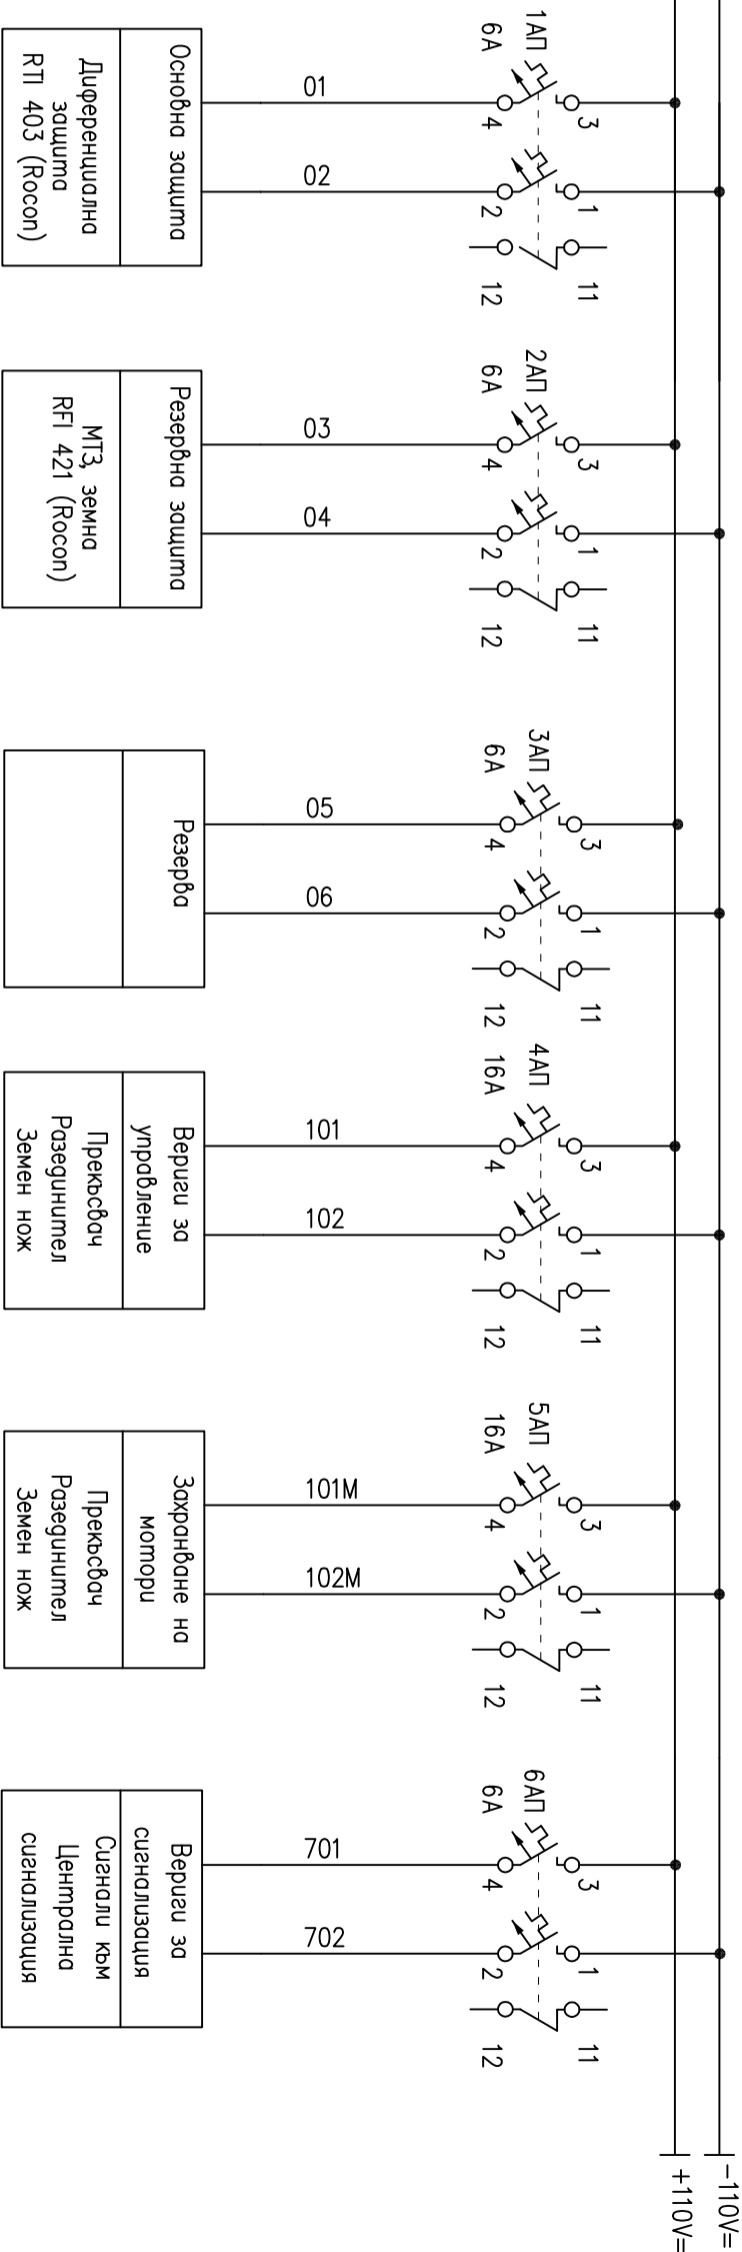 -110V=
+110V=
1АП
6А
3
4
1
2
11
12
01
02
Основна защита
Диференциална
защита
RTI 403 (Rocon)
2АП
6А
3
4
1
2
11
12
03
04
Резервна защита
МТЗ, земна
RFI 421 (Rocon)
3АП
6А
3
4
1
2
11
12
05
06
Резерва
4АП
16А
3
4
1
2
11
12
101
102
Вериги за
управление
Прекъсвач
Разединител
Земен нож
5АП
16А
3
4
1
2
11
12
101М
102М
Захранване на
мотори
Прекъсвач
Разединител
Земен нож
6АП
6А
3
4
1
2
11
12
701
702
Вериги за
сигнализация
Сигнали към
Централна
сигнализация